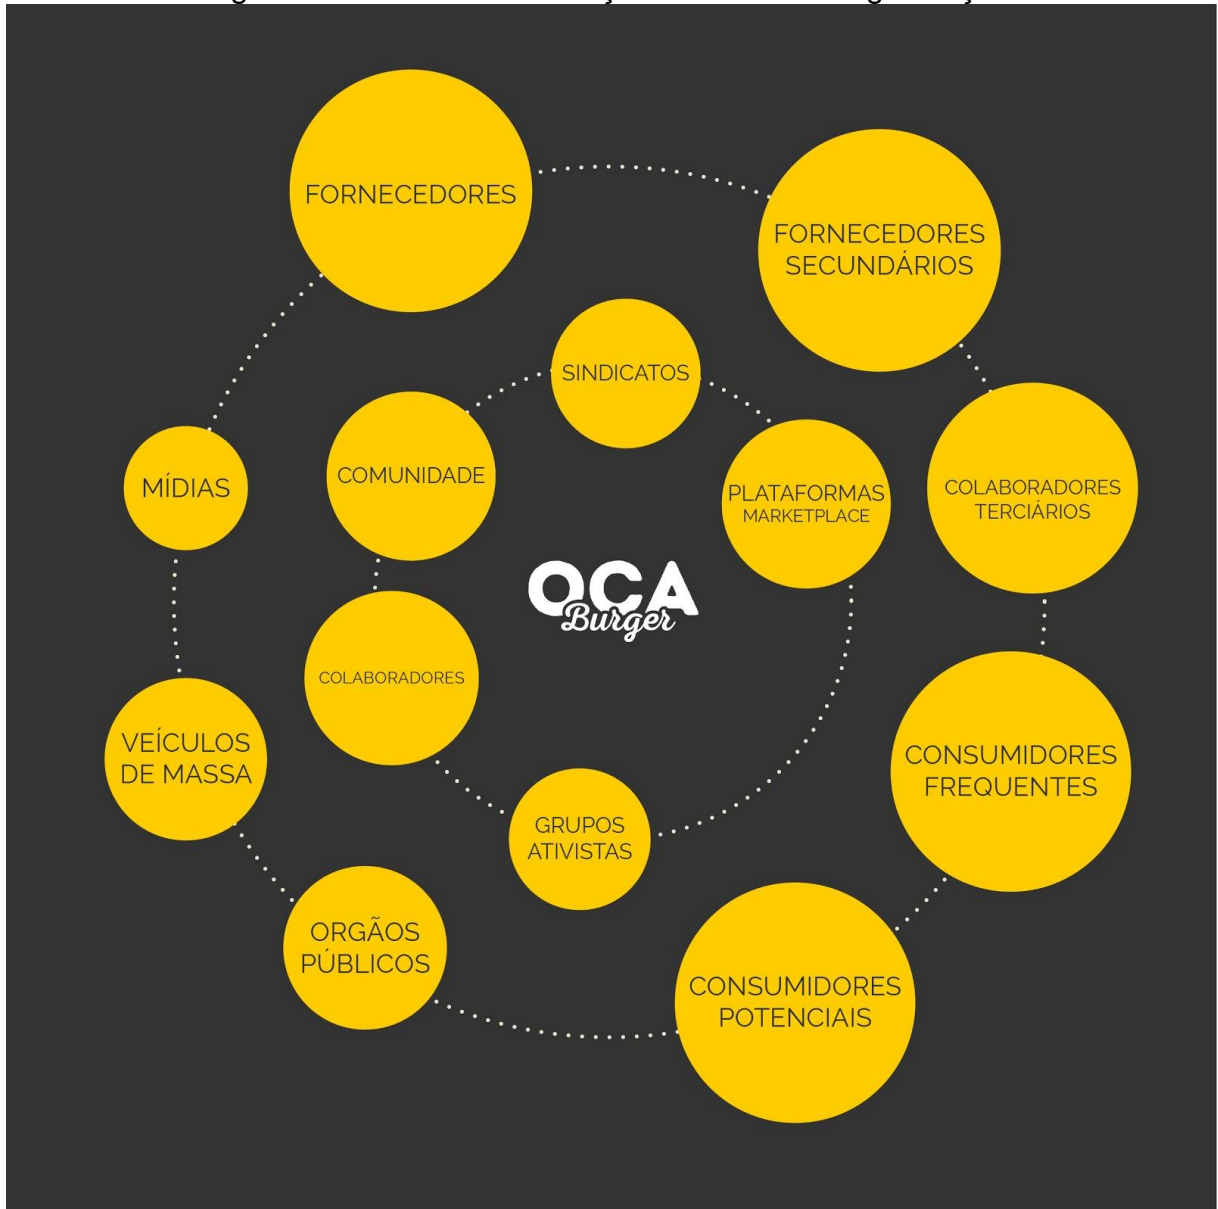 FORNECEDORES
FORNECEDORES
SECUNDÁRIOS
SINDICATOS
COMUNIDADE
MÍDIAS
PLATAFORMAS
MARKETPLACE
COLABORADORES
TERCIÁRIOS
OCA
Burger
COLABORADORES
VEÍCULOS
DE MASSA
CONSUMIDORES
FREQUENTES
GRUPOS
ATIVISTAS
ORGÃOS
PÚBLICOS
CONSUMIDORES
POTENCIAIS